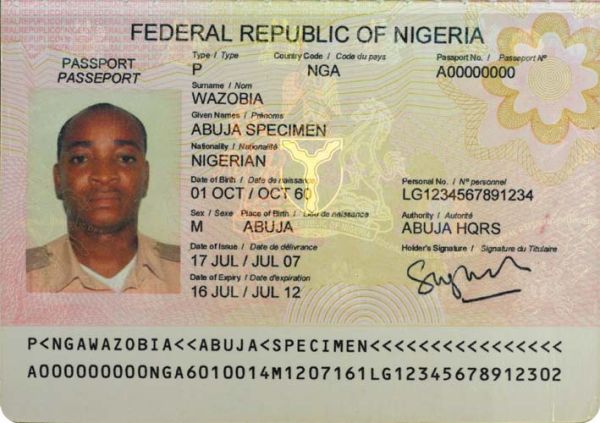 FEDERAL REPUBLIC OF NIGERIA
PASSPORT
PASSEPORT
Type / Type Country Code / Code du pays Passport No. / Passeport N°
P NGA A00000000
Surname / Nom
WAZOBIA
Given Names / Prénoms
ABUJA SPECIMEN
Nationality / Nationalité
NIGERIAN
Date of Birth / Date de naissance Personal No. / N° personnel
01 OCT / OCT 60 LG1234567891234
Sex / Sexe Place of Birth / Lieu de naissance Authority / Autorité
M ABUJA ABUJA HQRS
Date of Issue / Date de délivrance Holder's Signature / Signature du Titulaire
17 JUL / JUL 07
Date of Expiry / Date d'expiration
16 JUL / JUL 12
P<NGAWAZOBIA<<ABUJA<SPECIMEN<<<<<<<<<<<<<<<<
A000000000NGA6010014M1207161LG12345678912302